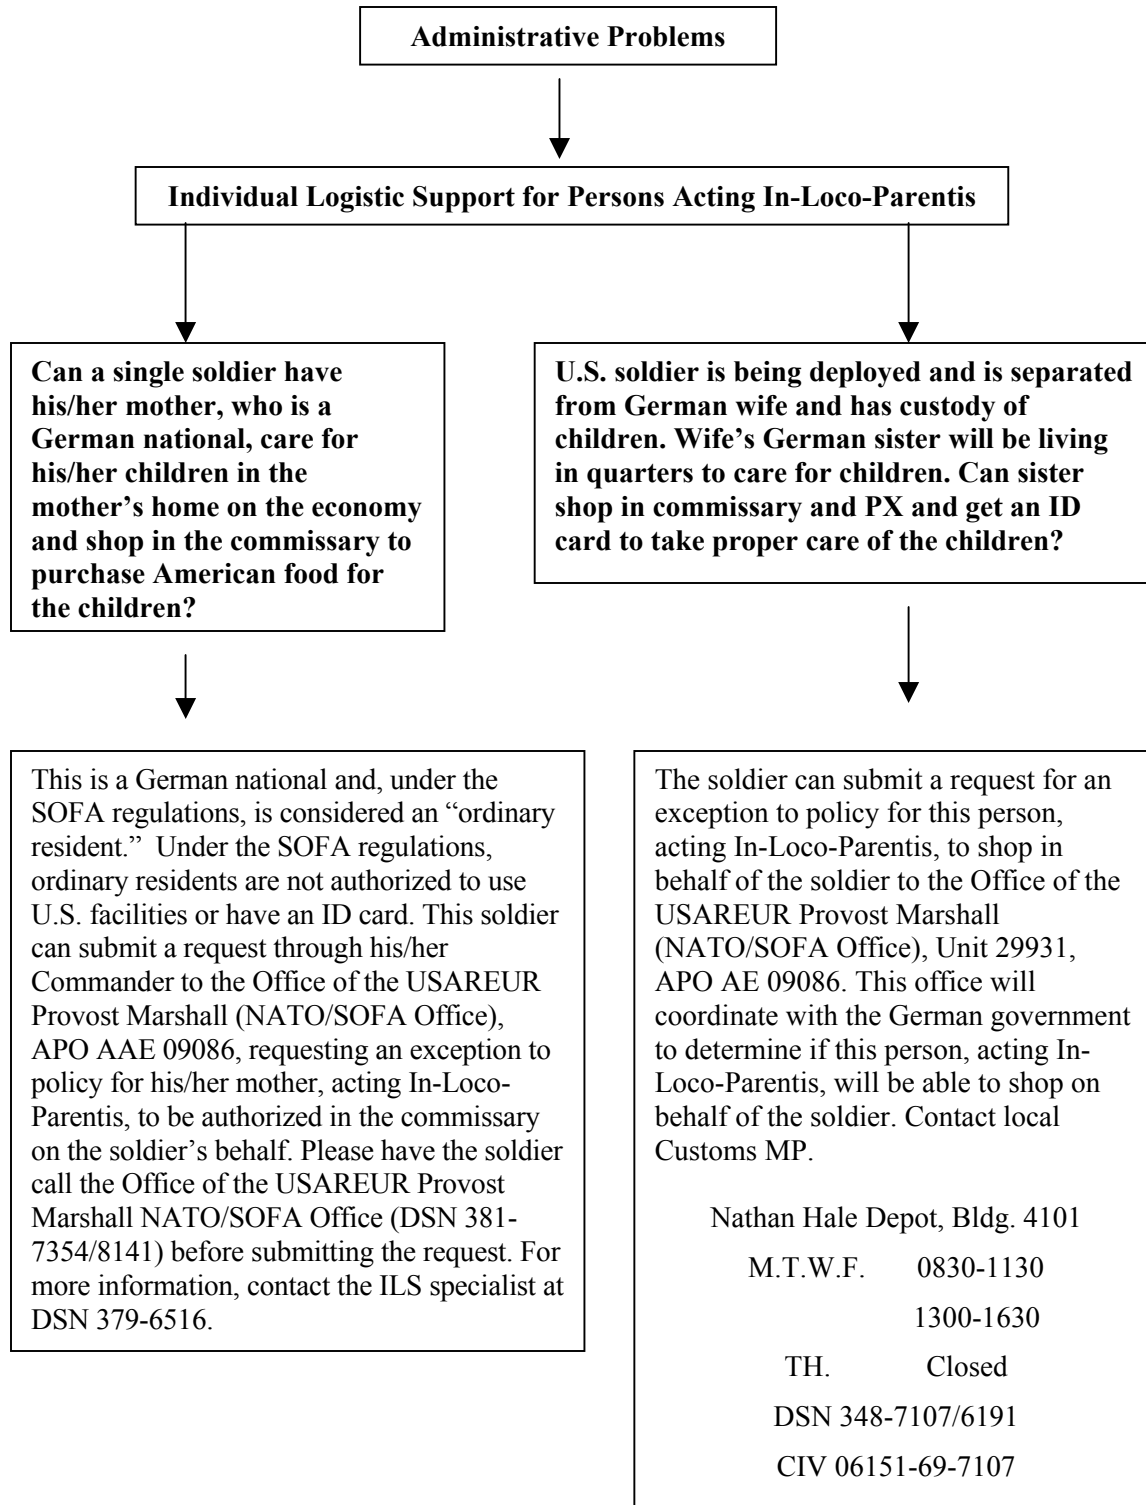 Administrative Problems
Individual Logistic Support for Persons Acting In-Loco-Parentis
Can a single soldier have
his/her mother, who is a
German national, care for
his/her children in the
mother’s home on the economy
and shop in the commissary to
purchase American food for
the children?
U.S. soldier is being deployed and is separated
from German wife and has custody of
children. Wife’s German sister will be living
in quarters to care for children. Can sister
shop in commissary and PX and get an ID
card to take proper care of the children?
This is a German national and, under the
SOFA regulations, is considered an “ordinary
resident.” Under the SOFA regulations,
ordinary residents are not authorized to use
U.S. facilities or have an ID card. This soldier
can submit a request through his/her
Commander to the Office of the USAREUR
Provost Marshall (NATO/SOFA Office),
APO AAE 09086, requesting an exception to
policy for his/her mother, acting In-Loco-
Parentis, to be authorized in the commissary
on the soldier’s behalf. Please have the soldier
call the Office of the USAREUR Provost
Marshall NATO/SOFA Office (DSN 381-
7354/8141) before submitting the request. For
more information, contact the ILS specialist at
DSN 379-6516.
The soldier can submit a request for an
exception to policy for this person,
acting In-Loco-Parentis, to shop in
behalf of the soldier to the Office of the
USAREUR Provost Marshall
(NATO/SOFA Office), Unit 29931,
APO AE 09086. This office will
coordinate with the German government
to determine if this person, acting In-
Loco-Parentis, will be able to shop on
behalf of the soldier. Contact local
Customs MP.
Nathan Hale Depot, Bldg. 4101
M.T.W.F. 0830-1130
1300-1630
TH. Closed
DSN 348-7107/6191
CIV 06151-69-7107